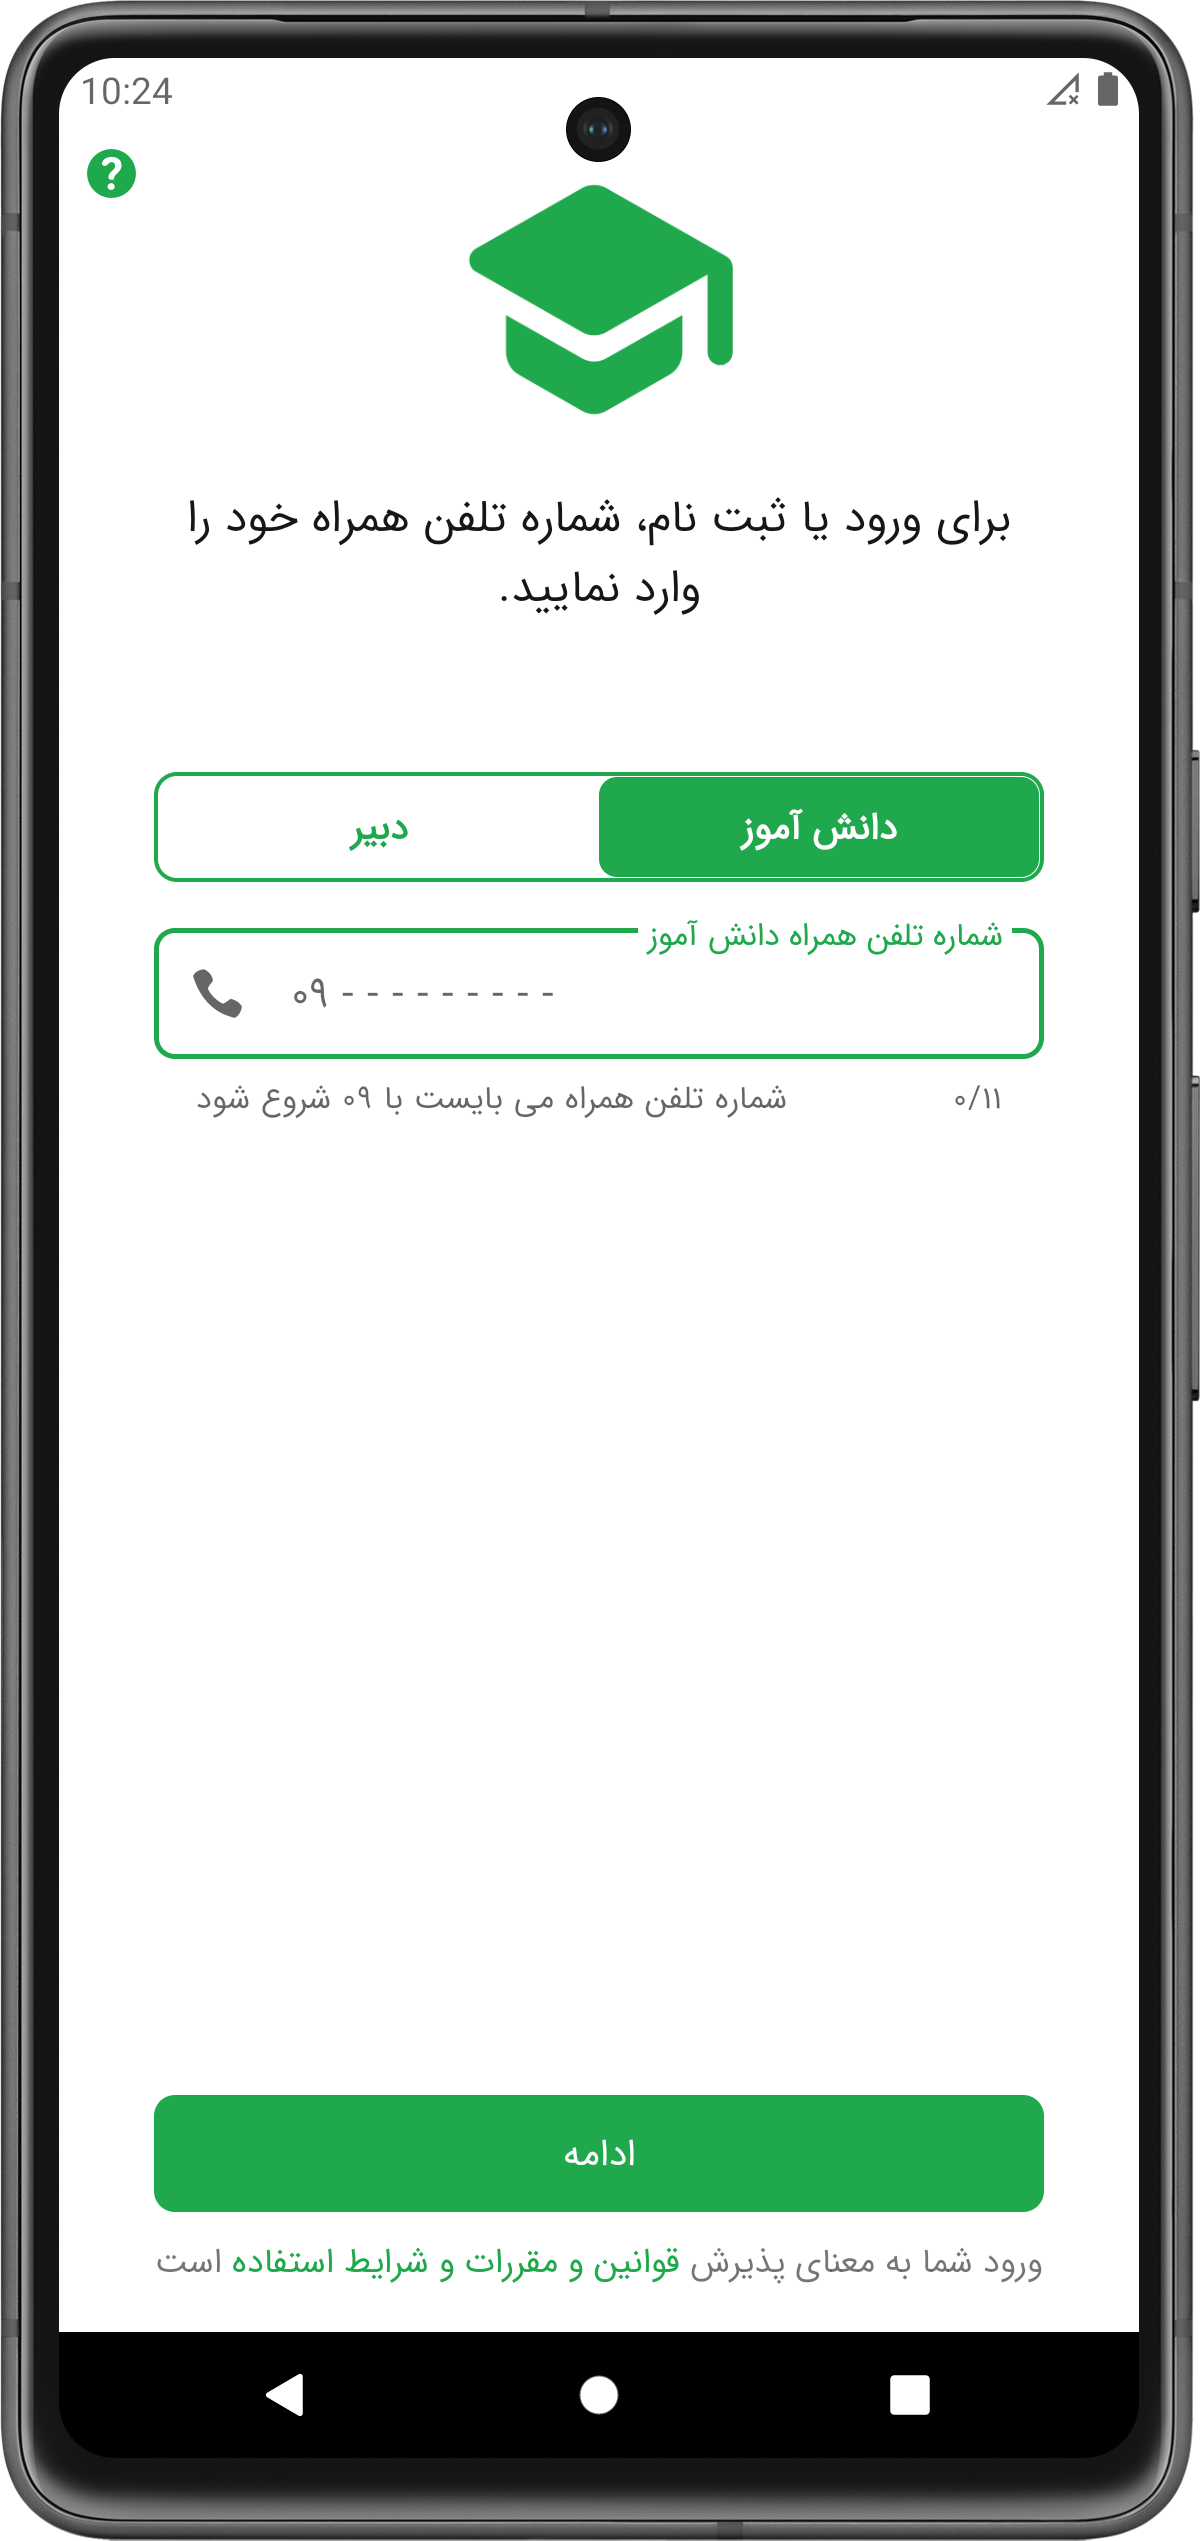 10:24
برای ورود یا ثبت نام، شماره تلفن همراه خود را
وارد نمایید.
دانش آموز
دبیر
شماره تلفن همراه دانش آموز
۰۹ - - - - - - - - -
شماره تلفن همراه می بایست با ۰۹ شروع شود
۰/۱۱
ادامه
ورود شما به معنای پذیرش قوانین و مقررات و شرایط استفاده است